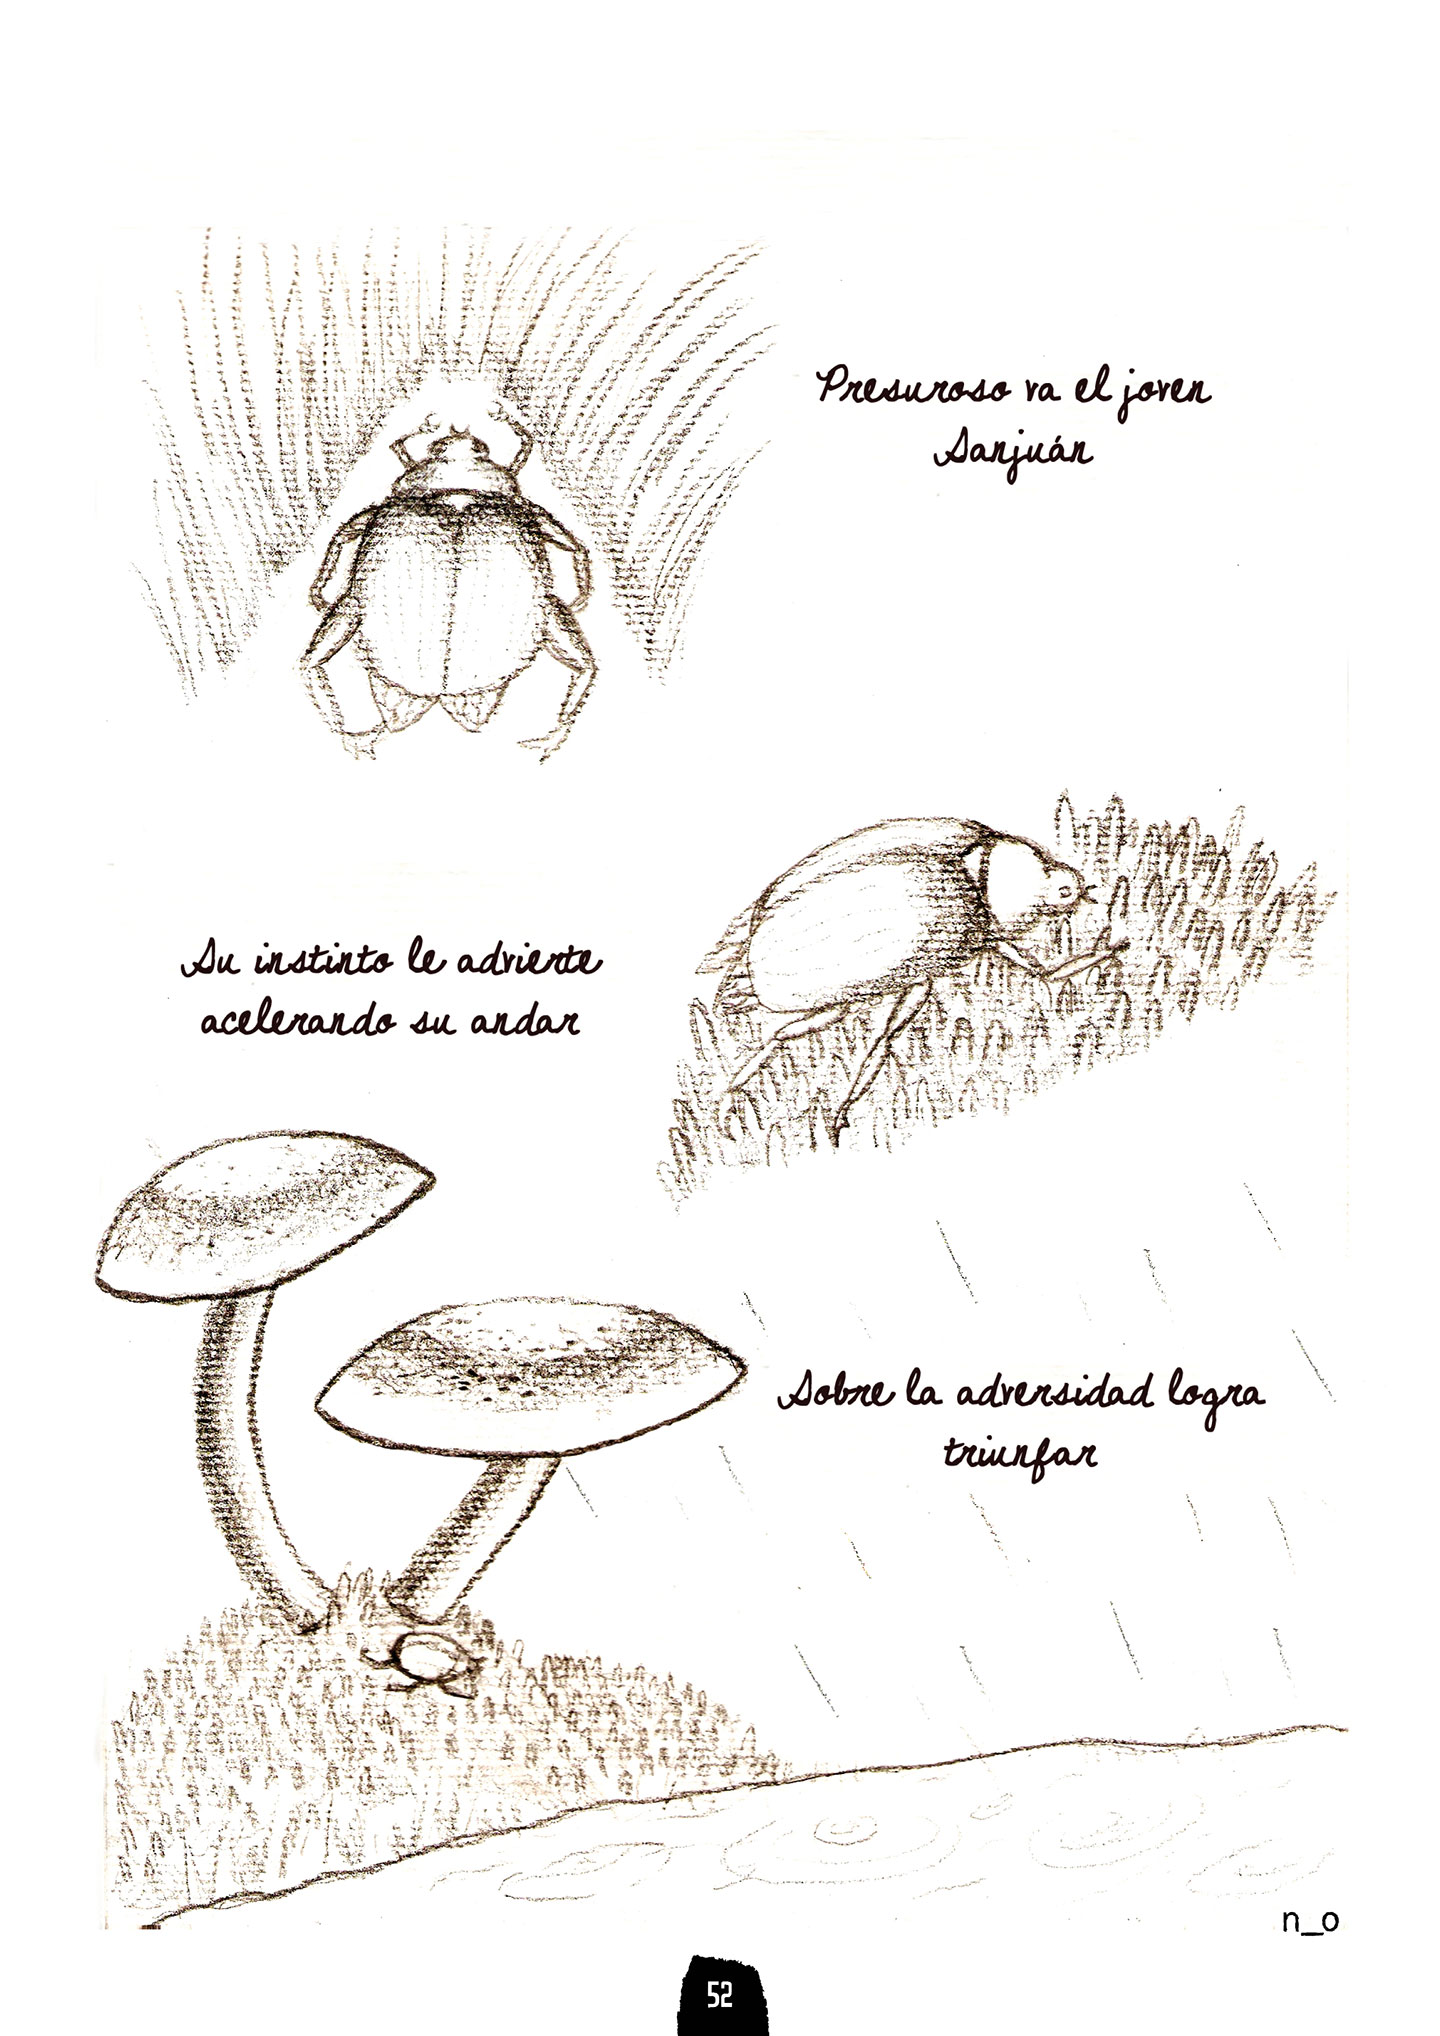 Presuroso va el joven
Sanjuán
Su instinto le advierte
acelerando su andar
Sobre la adversidad logra
triunfar
n_o
52